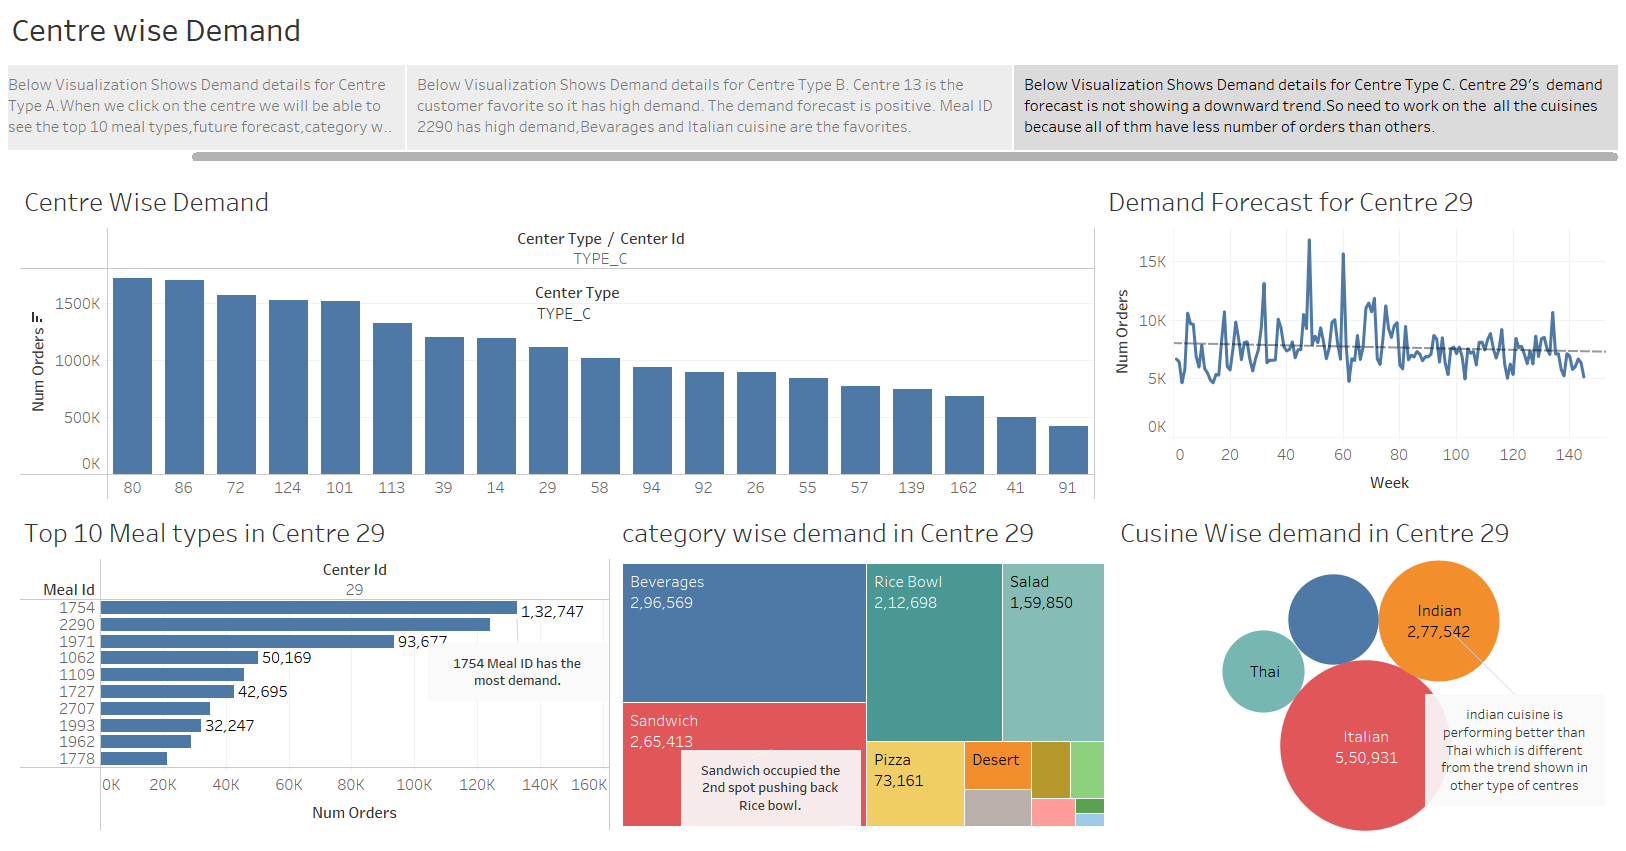 Centre wise Demand
Below Visualization Shows Demand details for Centre
Type A.When we click on the centre we will be able to
see the top 10 meal types,future forecast,category w..
Below Visualization Shows Demand details for Centre Type B. Centre 13 is the
customer favorite so it has high demand. The demand forecast is positive. Meal ID
2290 has high demand,Bevarages and Italian cuisine are the favorites.
Below Visualization Shows Demand details for Centre Type C. Centre 29's  demand
forecast is not showing a downward trend.So need to work on the  all the cuisines
because all of thm have less number of orders than others.
Centre Wise Demand
Center Type / Center Id
TYPE_C
Center Type
TYPE_C
Num Orders
1500K
1000K
500K
0K
80 86 72 124 101 113 39 14 29 58 94 92 26 55 57 139 162 41 91
Demand Forecast for Centre 29
Num Orders
15K
10K
5K
0K
0 20 40 60 80 100 120 140
Week
Top 10 Meal types in Centre 29
Center Id
Meal Id 29
1754 1,32,747
2290
1971 93,677
1062 50,169
1109
1727 42,695
2707
1993 32,247
1962
1778
1754 Meal ID has the
most demand.
0K 20K 40K 60K 80K 100K 120K 140K 160K
Num Orders
category wise demand in Centre 29
Beverages
2,96,569
Rice Bowl
2,12,698
Salad
1,59,850
Sandwich
2,65,413
Pizza
73,161
Desert
Sandwich occupied the
2nd spot pushing back
Rice bowl.
Cusine Wise demand in Centre 29
Indian
2,77,542
Thai
Italian
5,50,931
indian cuisine is
performing better than
Thai which is different
from the trend shown in
other type of centres